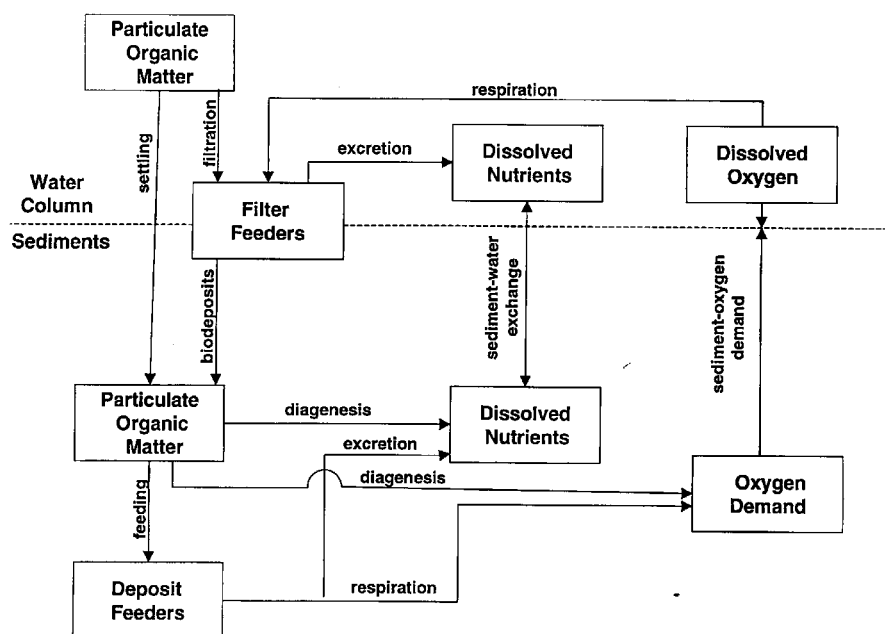 Particulate
Organic
Matter
respiration
settling
filtration
excretion
Dissolved
Nutrients
Dissolved
Oxygen
Water
Column
Filter
Feeders
Sediments
biodeposits
sediment-water
exchange
sediment-oxygen
demand
Particulate
Organic
Matter
diagenesis
Dissolved
Nutrients
excretion
diagenesis
Oxygen
Demand
feeding
Deposit
Feeders
respiration